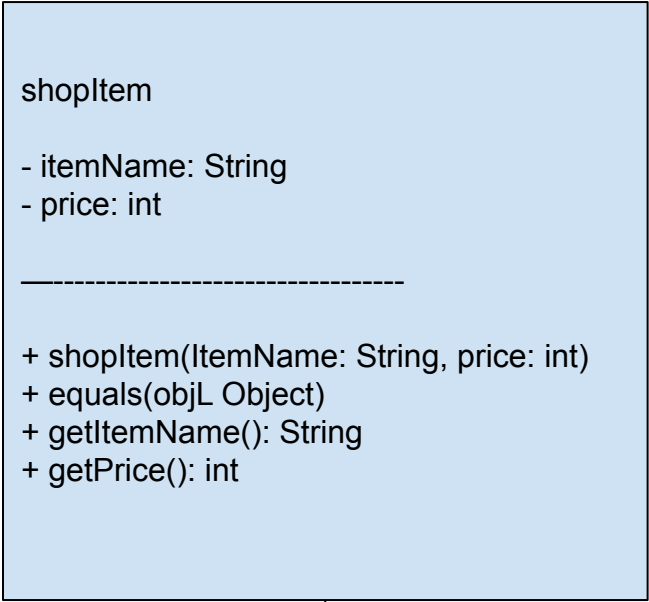 shopItem
- itemName: String
- price: int
—---------------------------------
+ shopItem(ItemName: String, price: int)
+ equals(objL Object)
+ getItemName(): String
+ getPrice(): int